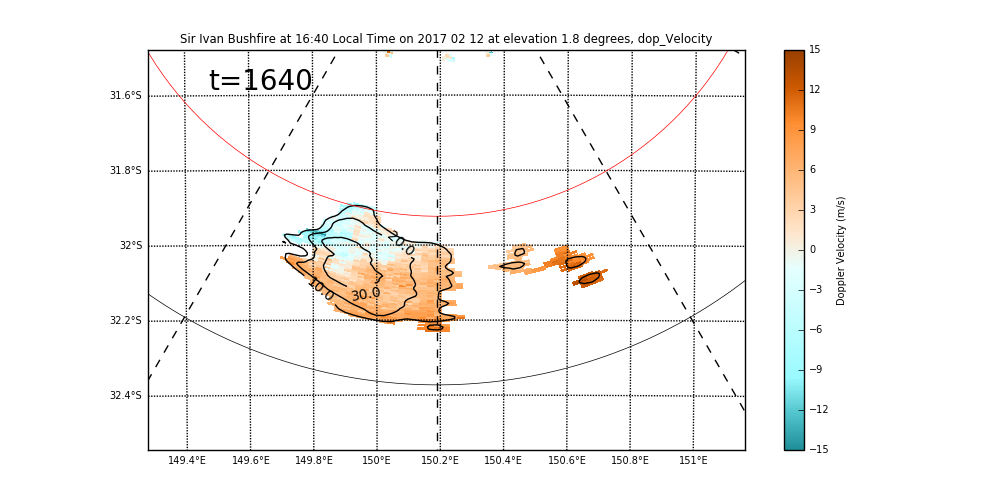 Sir Ivan Bushfire at 16:40 Local Time on 2017 02 12 at elevation 1.8 degrees, dop_Velocity
t=1640
31.6°S
31.8°S
32°S
32.2°S
32.4°S
20.0
10.0
30.0
149.4°E 149.6°E 149.8°E 150°E 150.2°E 150.4°E 150.6°E 150.8°E 151°E
15
12
9
6
3
0
−3
−6
−9
−12
−15
Doppler Velocity (m/s)